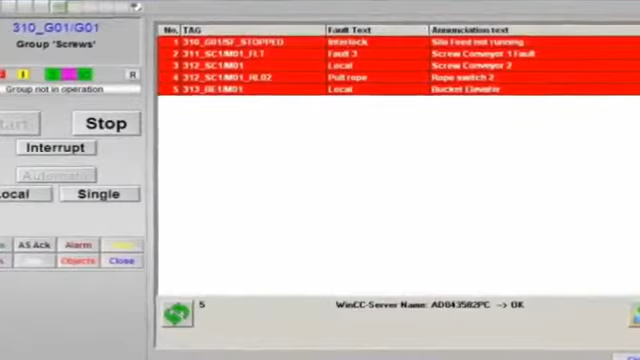 310_G01/G01
Group 'Screws'
I
R
Group not in operation
Start
Stop
Interrupt
Automatic
Local
Single
AS Ack
Alarm
Objects
Close
No. TAG Fault Text Annunciation text
1 310_G01/SF_STOPPED Interlock Silo Feed not running
2 311_SC1/M01_FLT Fault 3 Screw Conveyor 1 Fault
3 312_SC1/M01 Local Screw Conveyor 2
4 312_SC1/M01_RL02 Pull rope Rope switch 2
5 313_BE1/M01 Local Bucket Elevator
5
WinCC-Server Name: AD043582PC --> OK